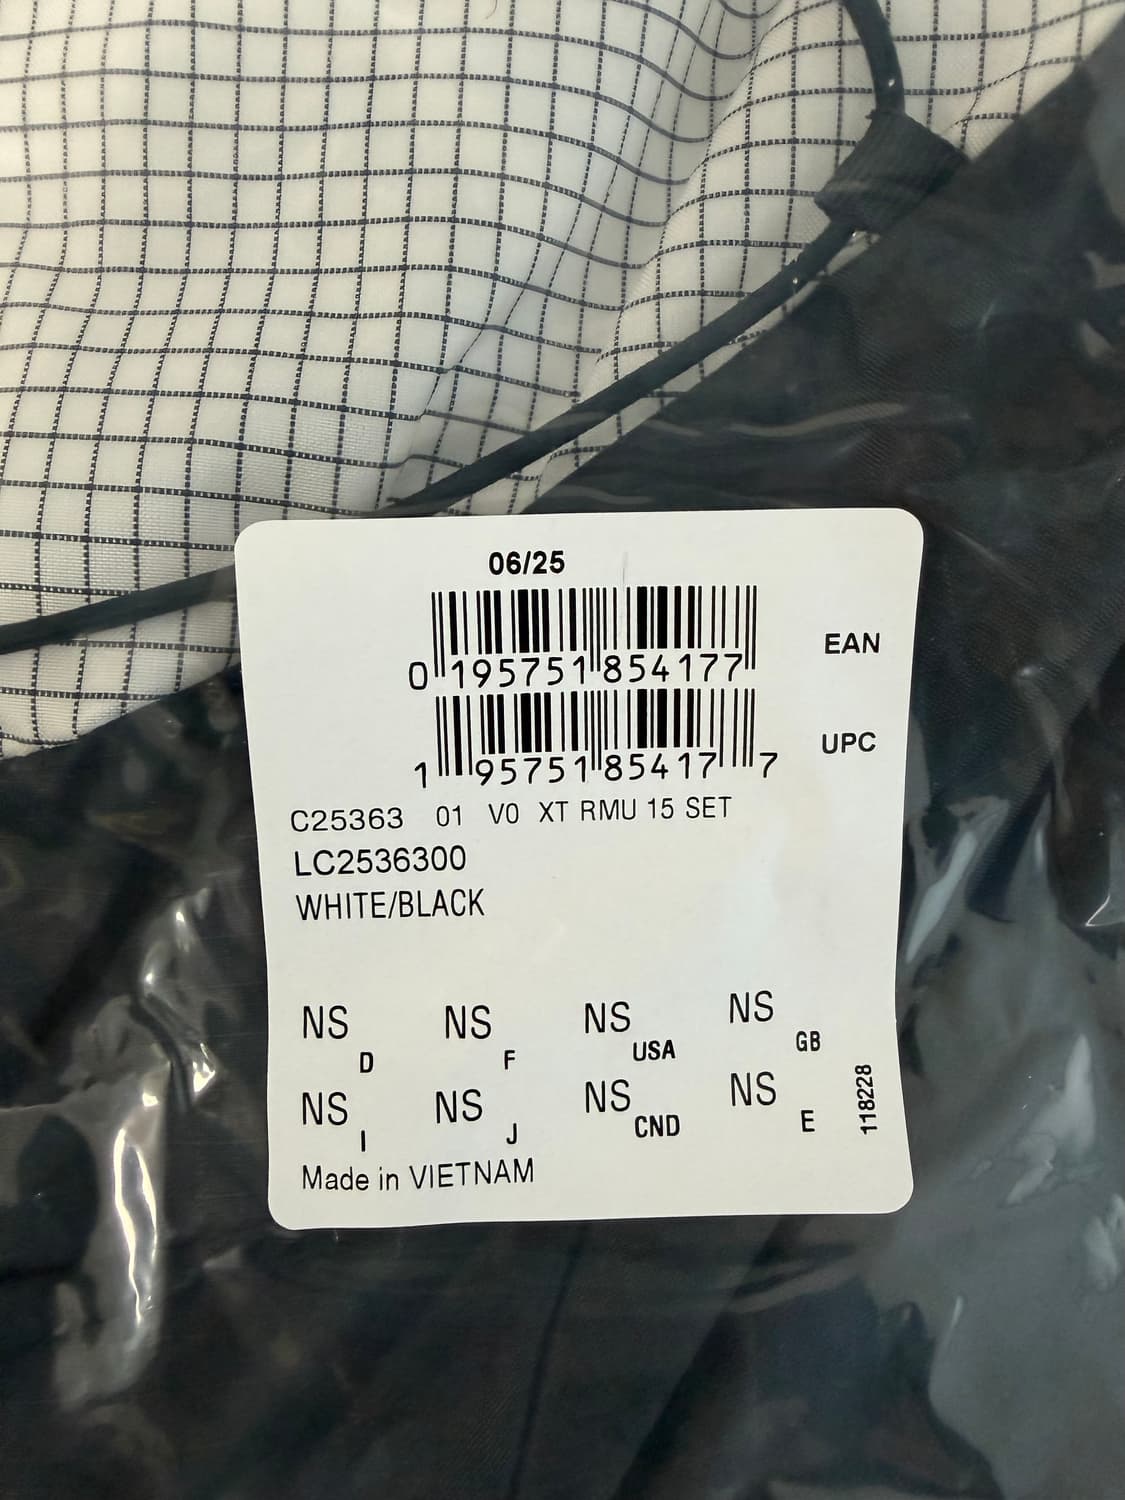 06/25
0 195751 854177
EAN
1 95751 85417 7
UPC
C25363 01 V0 XT RMU 15 SET
LC2536300
WHITE/BLACK
NS D NS F NS USA NS GB
NS I NS J NS CND NS E
118228
Made in VIETNAM